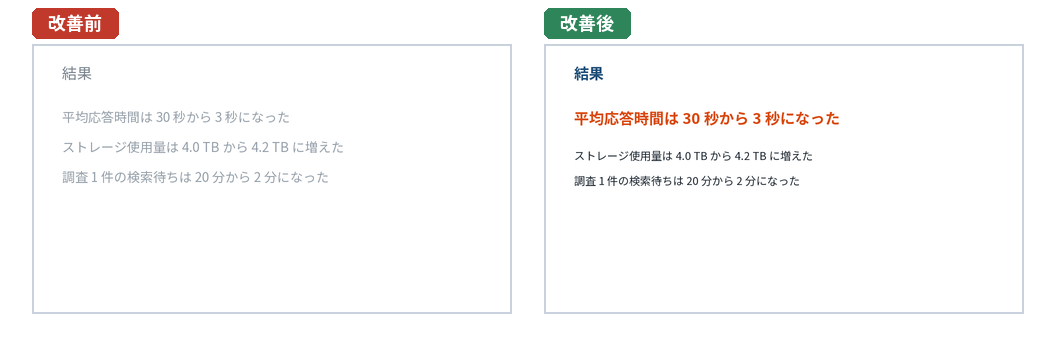 改善前
結果
平均応答時間は 30 秒から 3 秒になった
ストレージ使用量は 4.0 TB から 4.2 TB に増えた
調査 1 件の検索待ちは 20 分から 2 分になった
改善後
結果
平均応答時間は 30 秒から 3 秒になった
ストレージ使用量は 4.0 TB から 4.2 TB に増えた
調査 1 件の検索待ちは 20 分から 2 分になった